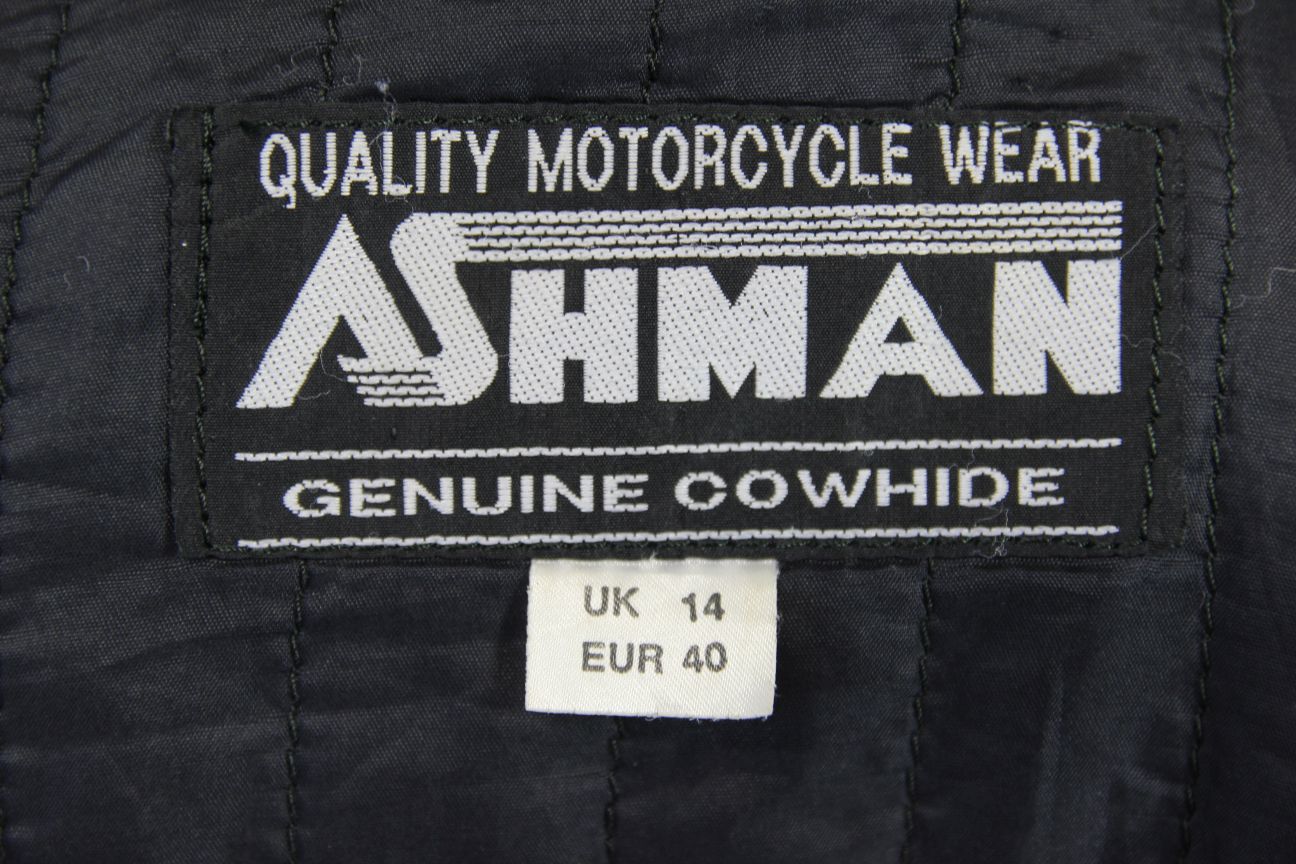 QUALITY MOTORCYCLE WEAR
ASHMAN
GENUINE COWHIDE
UK 14
EUR 40